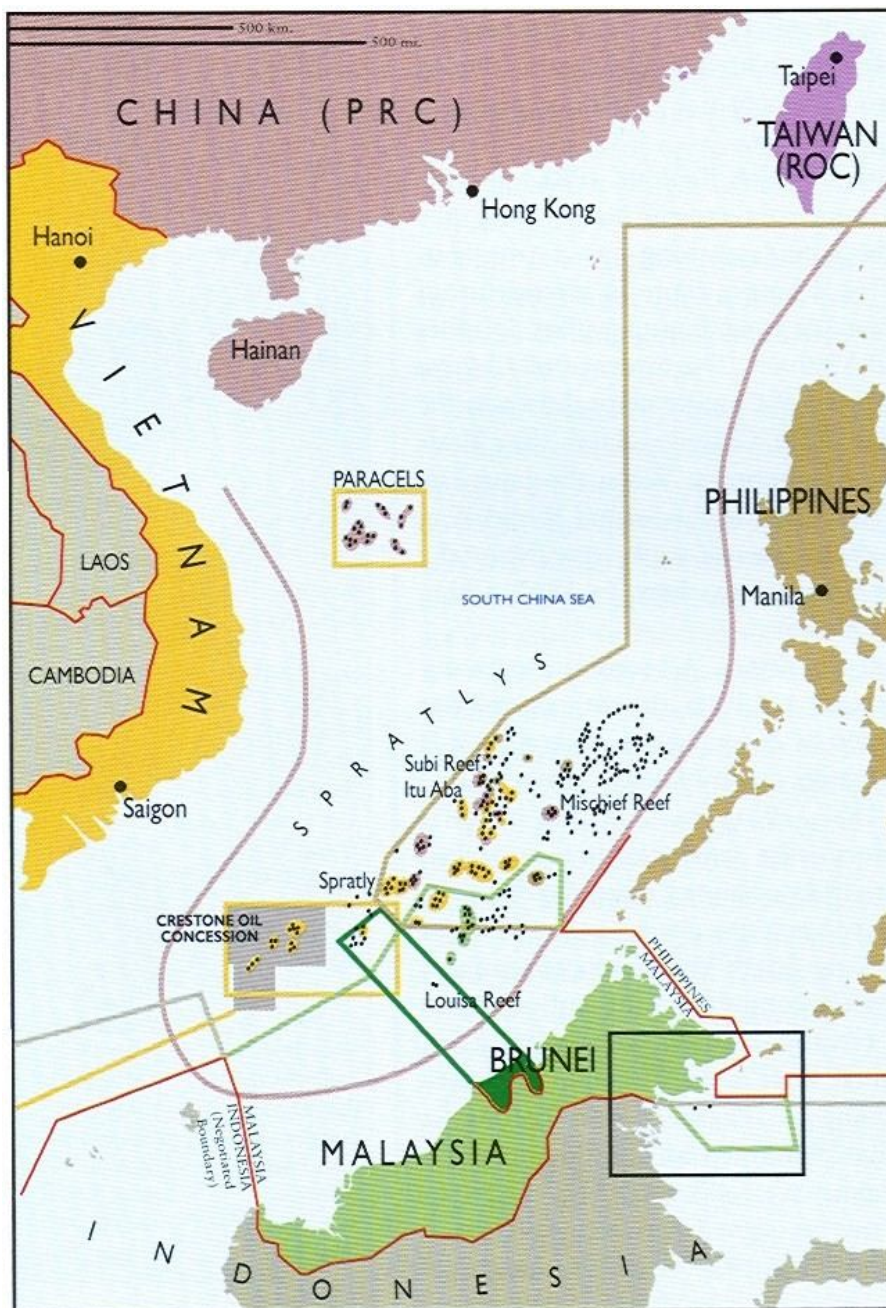 500 km.
500 mi.
CHINA (PRC)
Taipei
TAIWAN
(ROC)
Hong Kong
Hanoi
VIETNAM
Hainan
PARACELS
PHILIPPINES
LAOS
SOUTH CHINA SEA
Manila
CAMBODIA
SPRATLYS
Subi Reef
Itu Aba
Mischief Reef
Saigon
Spratly
CRESTONE OIL
CONCESSION
Louisa Reef
PHILIPPINES
MALAYSIA
BRUNEI
MALAYSIA
INDONESIA
(Negotiated
Boundary)
MALAYSIA
INDONESIA